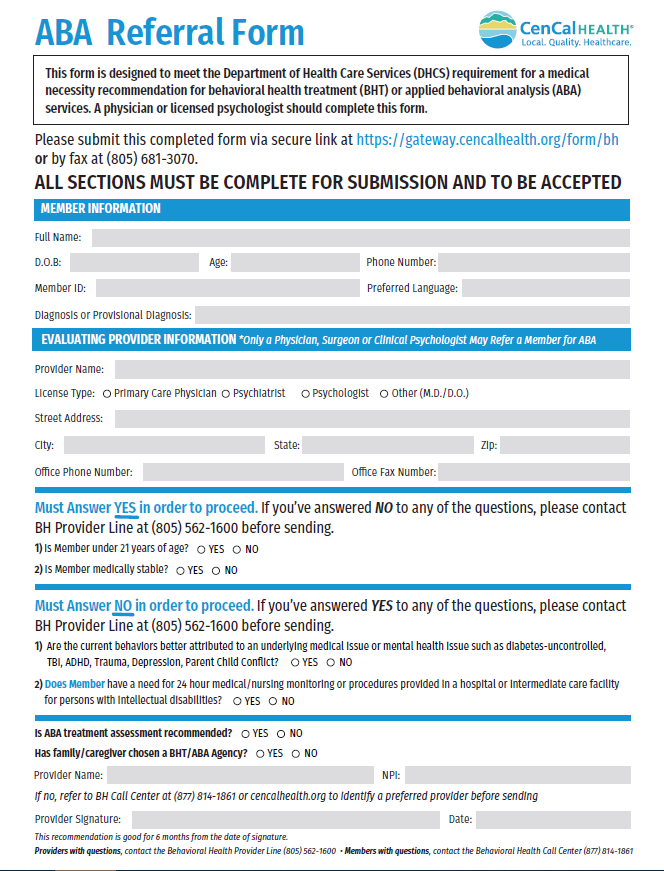 ABA Referral Form
CenCalHEALTH®
Local. Quality. Healthcare.
This form is designed to meet the Department of Health Care Services (DHCS) requirement for a medical
necessity recommendation for behavioral health treatment (BHT) or applied behavioral analysis (ABA)
services. A physician or licensed psychologist should complete this form.
Please submit this completed form via secure link at https://gateway.cencalhealth.org/form/bh
or by fax at (805) 681-3070.
ALL SECTIONS MUST BE COMPLETE FOR SUBMISSION AND TO BE ACCEPTED
MEMBER INFORMATION
Full Name:
D.O.B: Age: Phone Number:
Member ID: Preferred Language:
Diagnosis or Provisional Diagnosis:
EVALUATING PROVIDER INFORMATION *Only a Physician, Surgeon or Clinical Psychologist May Refer a Member for ABA
Provider Name:
License Type: Primary Care Physician Psychiatrist Psychologist Other (M.D./D.O.)
Street Address:
City: State: Zip:
Office Phone Number: Office Fax Number:
Must Answer YES in order to proceed. If you've answered NO to any of the questions, please contact
BH Provider Line at (805) 562-1600 before sending.
1) Is Member under 21 years of age? YES NO
2) Is Member medically stable? YES NO
Must Answer NO in order to proceed. If you've answered YES to any of the questions, please contact
BH Provider Line at (805) 562-1600 before sending.
1) Are the current behaviors better attributed to an underlying medical issue or mental health issue such as diabetes-uncontrolled,
TBI, ADHD, Trauma, Depression, Parent Child Conflict? YES NO
2) Does Member have a need for 24 hour medical/nursing monitoring or procedures provided in a hospital or intermediate care facility
for persons with intellectual disabilities? YES NO
Is ABA treatment assessment recommended? YES NO
Has family/caregiver chosen a BHT/ABA Agency? YES NO
Provider Name: NPI:
If no, refer to BH Call Center at (877) 814-1861 or cencalhealth.org to identify a preferred provider before sending
Provider Signature: Date:
This recommendation is good for 6 months from the date of signature.
Providers with questions, contact the Behavioral Health Provider Line (805) 562-1600 • Members with questions, contact the Behavioral Health Call Center (877) 814-1861